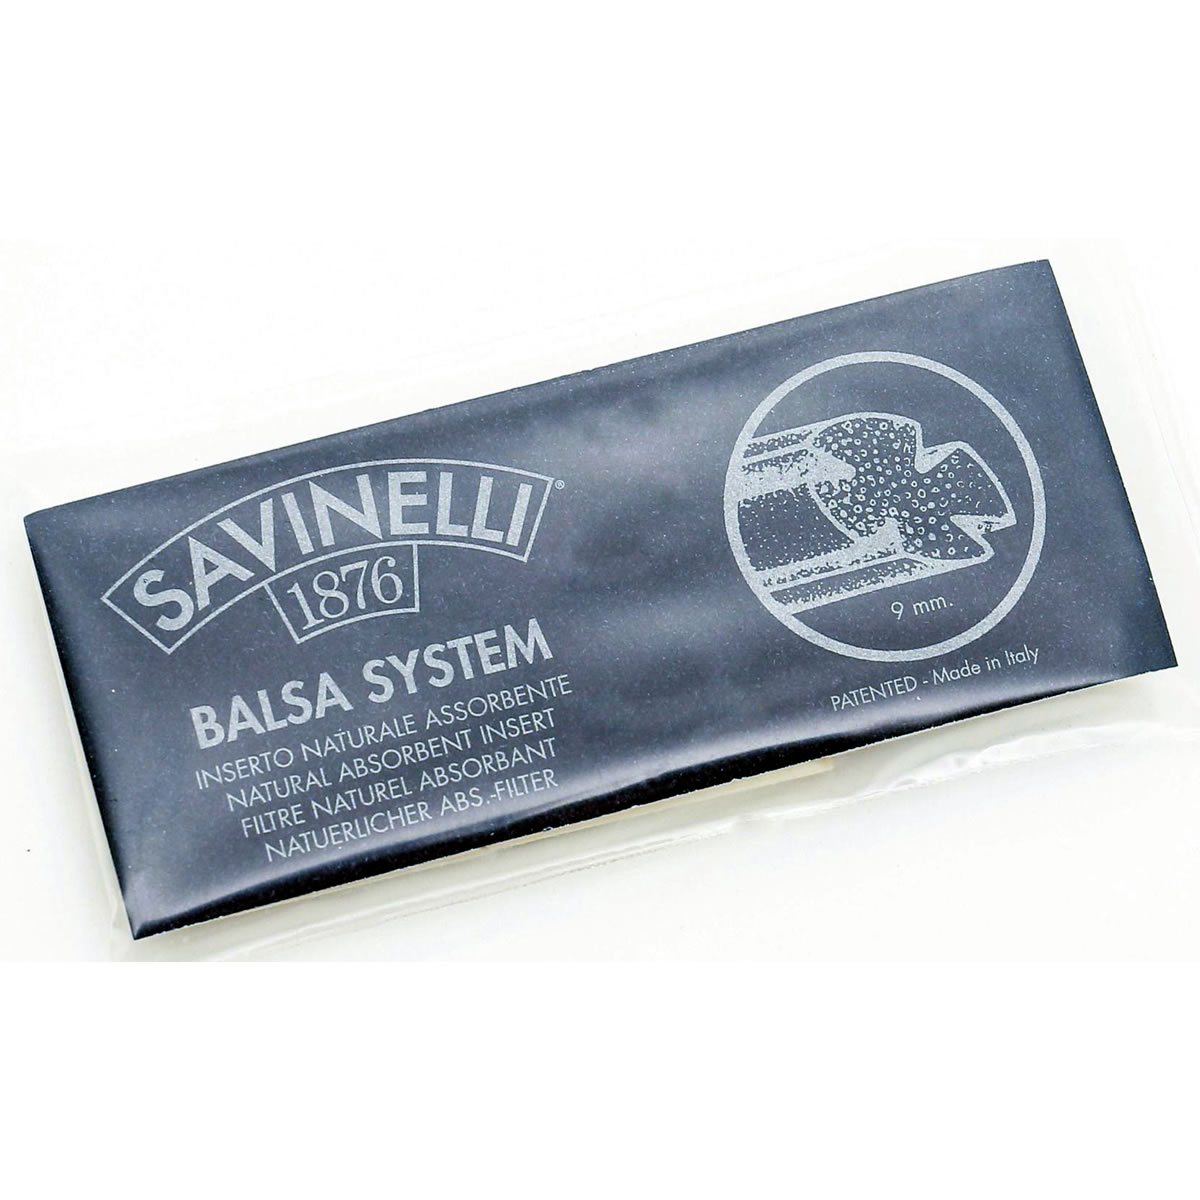 SAVINELLI®
1876
BALSA SYSTEM
INSERTO NATURALE ASSORBENTE
NATURAL ABSORBENT INSERT
FILTRE NATUREL ABSORBANT
NATUERLICHER ABS.-FILTER
9 mm.
PATENTED - Made in Italy